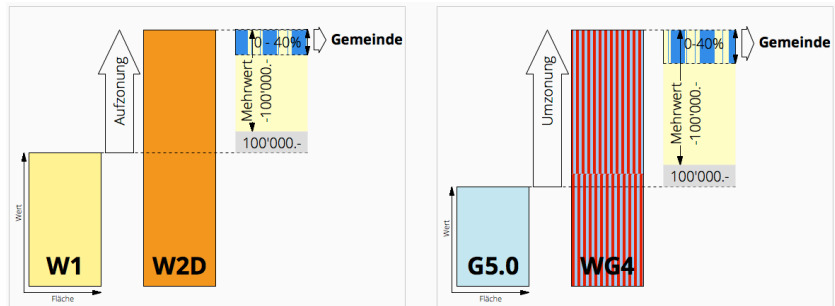 0 - 40%
Gemeinde
Aufzonung
Mehrwert
-100'000.-
100'000.-
Wert
W1
W2D
Fläche
0-40%
Gemeinde
Umzonung
Mehrwert
-100'000.-
100'000.-
Wert
G5.0
WG4
Fläche